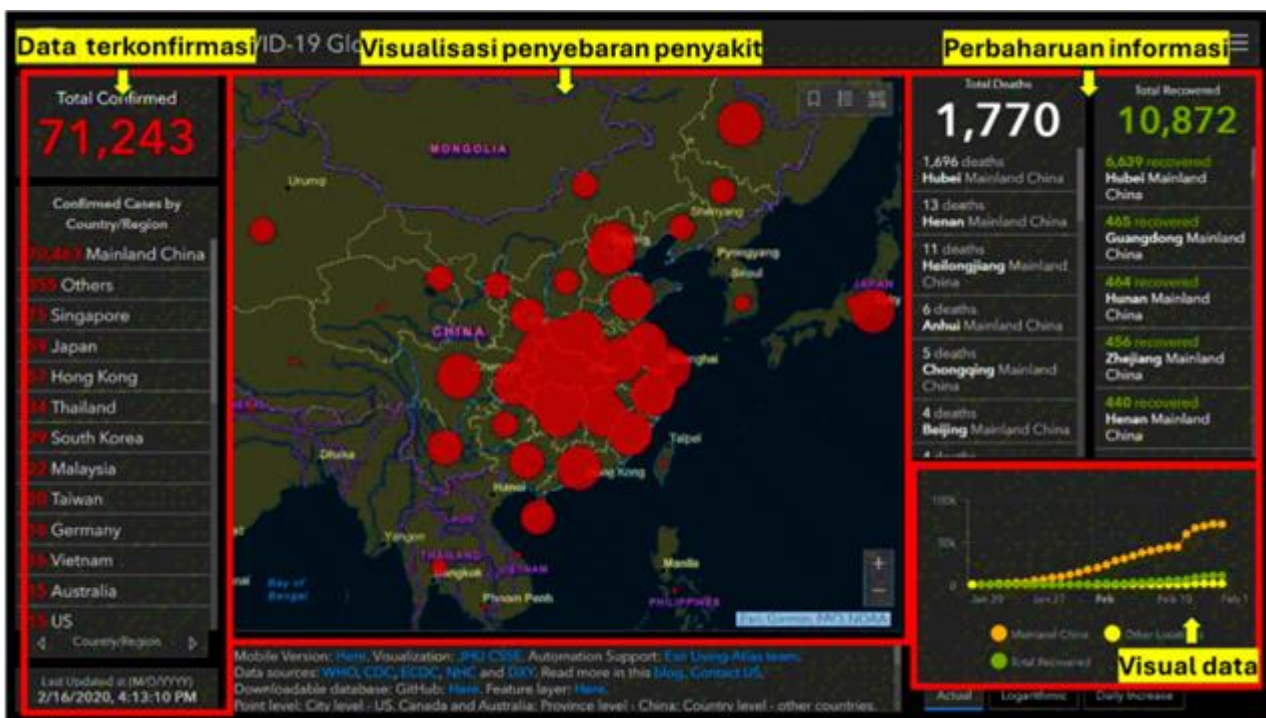 Data terkonfirmasi
VID-19 Glo
Visualisasi penyebaran penyakit
Perbaharuan informasi
Total Confirmed
71,243
Confirmed Cases by
Country/Region
Mainland China
Others
Singapore
Japan
Hong Kong
Thailand
South Korea
Malaysia
Taiwan
Germany
Vietnam
Australia
US
Country/Region
Last Updated at (M/D/YYYY)
2/16/2020, 4:13:10 PM
MONGOLIA
Urumqi
Shenyang
Pyongyang
Seoul
JAPAN
CHINA
Taipei
Dhaka
Hanoi
Yangon
THAILAND
VIETNAM
Manila
Bay of
Bengal
Phnom Penh
PHILIPPINES
Esri, Garmin, FAO, NOAA
Mobile Version: Here. Visualization: JHU CSSE. Automation Support: Esri Living Atlas team.
Data sources: WHO, CDC, ECDC, NHC and DXY. Read more in this blog. Contact US.
Downloadable database: GitHub: Here. Feature layer: Here.
Point level: City level - US, Canada and Australia; Province level - China; Country level - other countries.
Total Deaths
1,770
1,696 deaths
Hubei Mainland China
13 deaths
Henan Mainland China
11 deaths
Heilongjiang Mainland
China
6 deaths
Anhui Mainland China
5 deaths
Chongqing Mainland
China
4 deaths
Beijing Mainland China
Total Recovered
10,872
6,639 recovered
Hubei Mainland
China
465 recovered
Guangdong Mainland
China
464 recovered
Hunan Mainland
China
456 recovered
Zhejiang Mainland
China
440 recovered
Henan Mainland
China
100k
50k
0
Jan 20
Jan 27
Feb
Feb 10
Mainland China
Total Recovered
Visual data
Actual
Logarithmic
Daily Increase